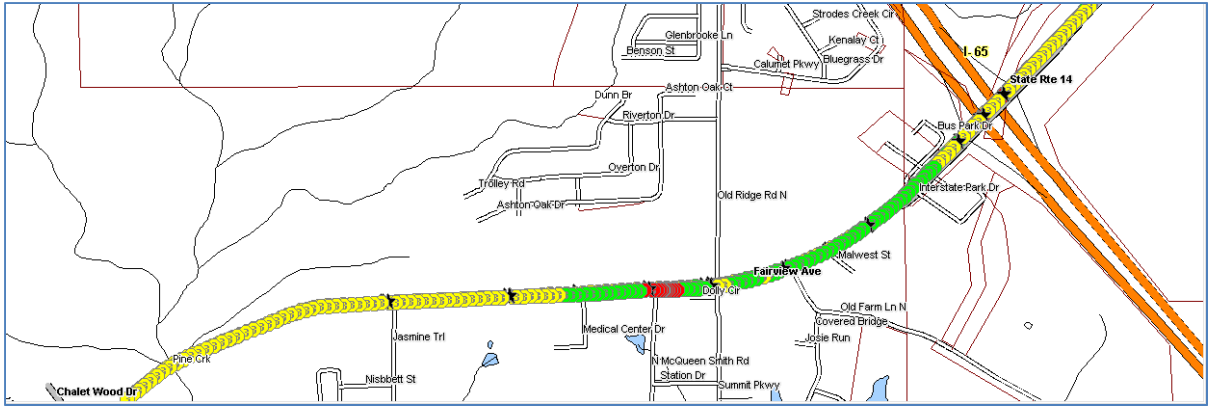 Strodes Creek Cir
Glenbrooke Ln
Kenalay Ct
Benson St
I- 65
Bluegrass Dr
Calumet Pkwy
State Rte 14
Ashton Oak Ct
Dunn Br
Riverton Dr
Bus Park Dr
Overton Dr
Trolley Rd
Interstate Park Dr
Old Ridge Rd N
Ashton Oak Dr
Malwest St
Fairview Ave
Dolly Cir
Old Farm Ln N
Covered Bridge
Medical Center Dr
Jasmine Trl
Josie Run
Pine Crk
N McQueen Smith Rd
Station Dr
Nisbbett St
Summit Pkwy
Chalet Wood Dr